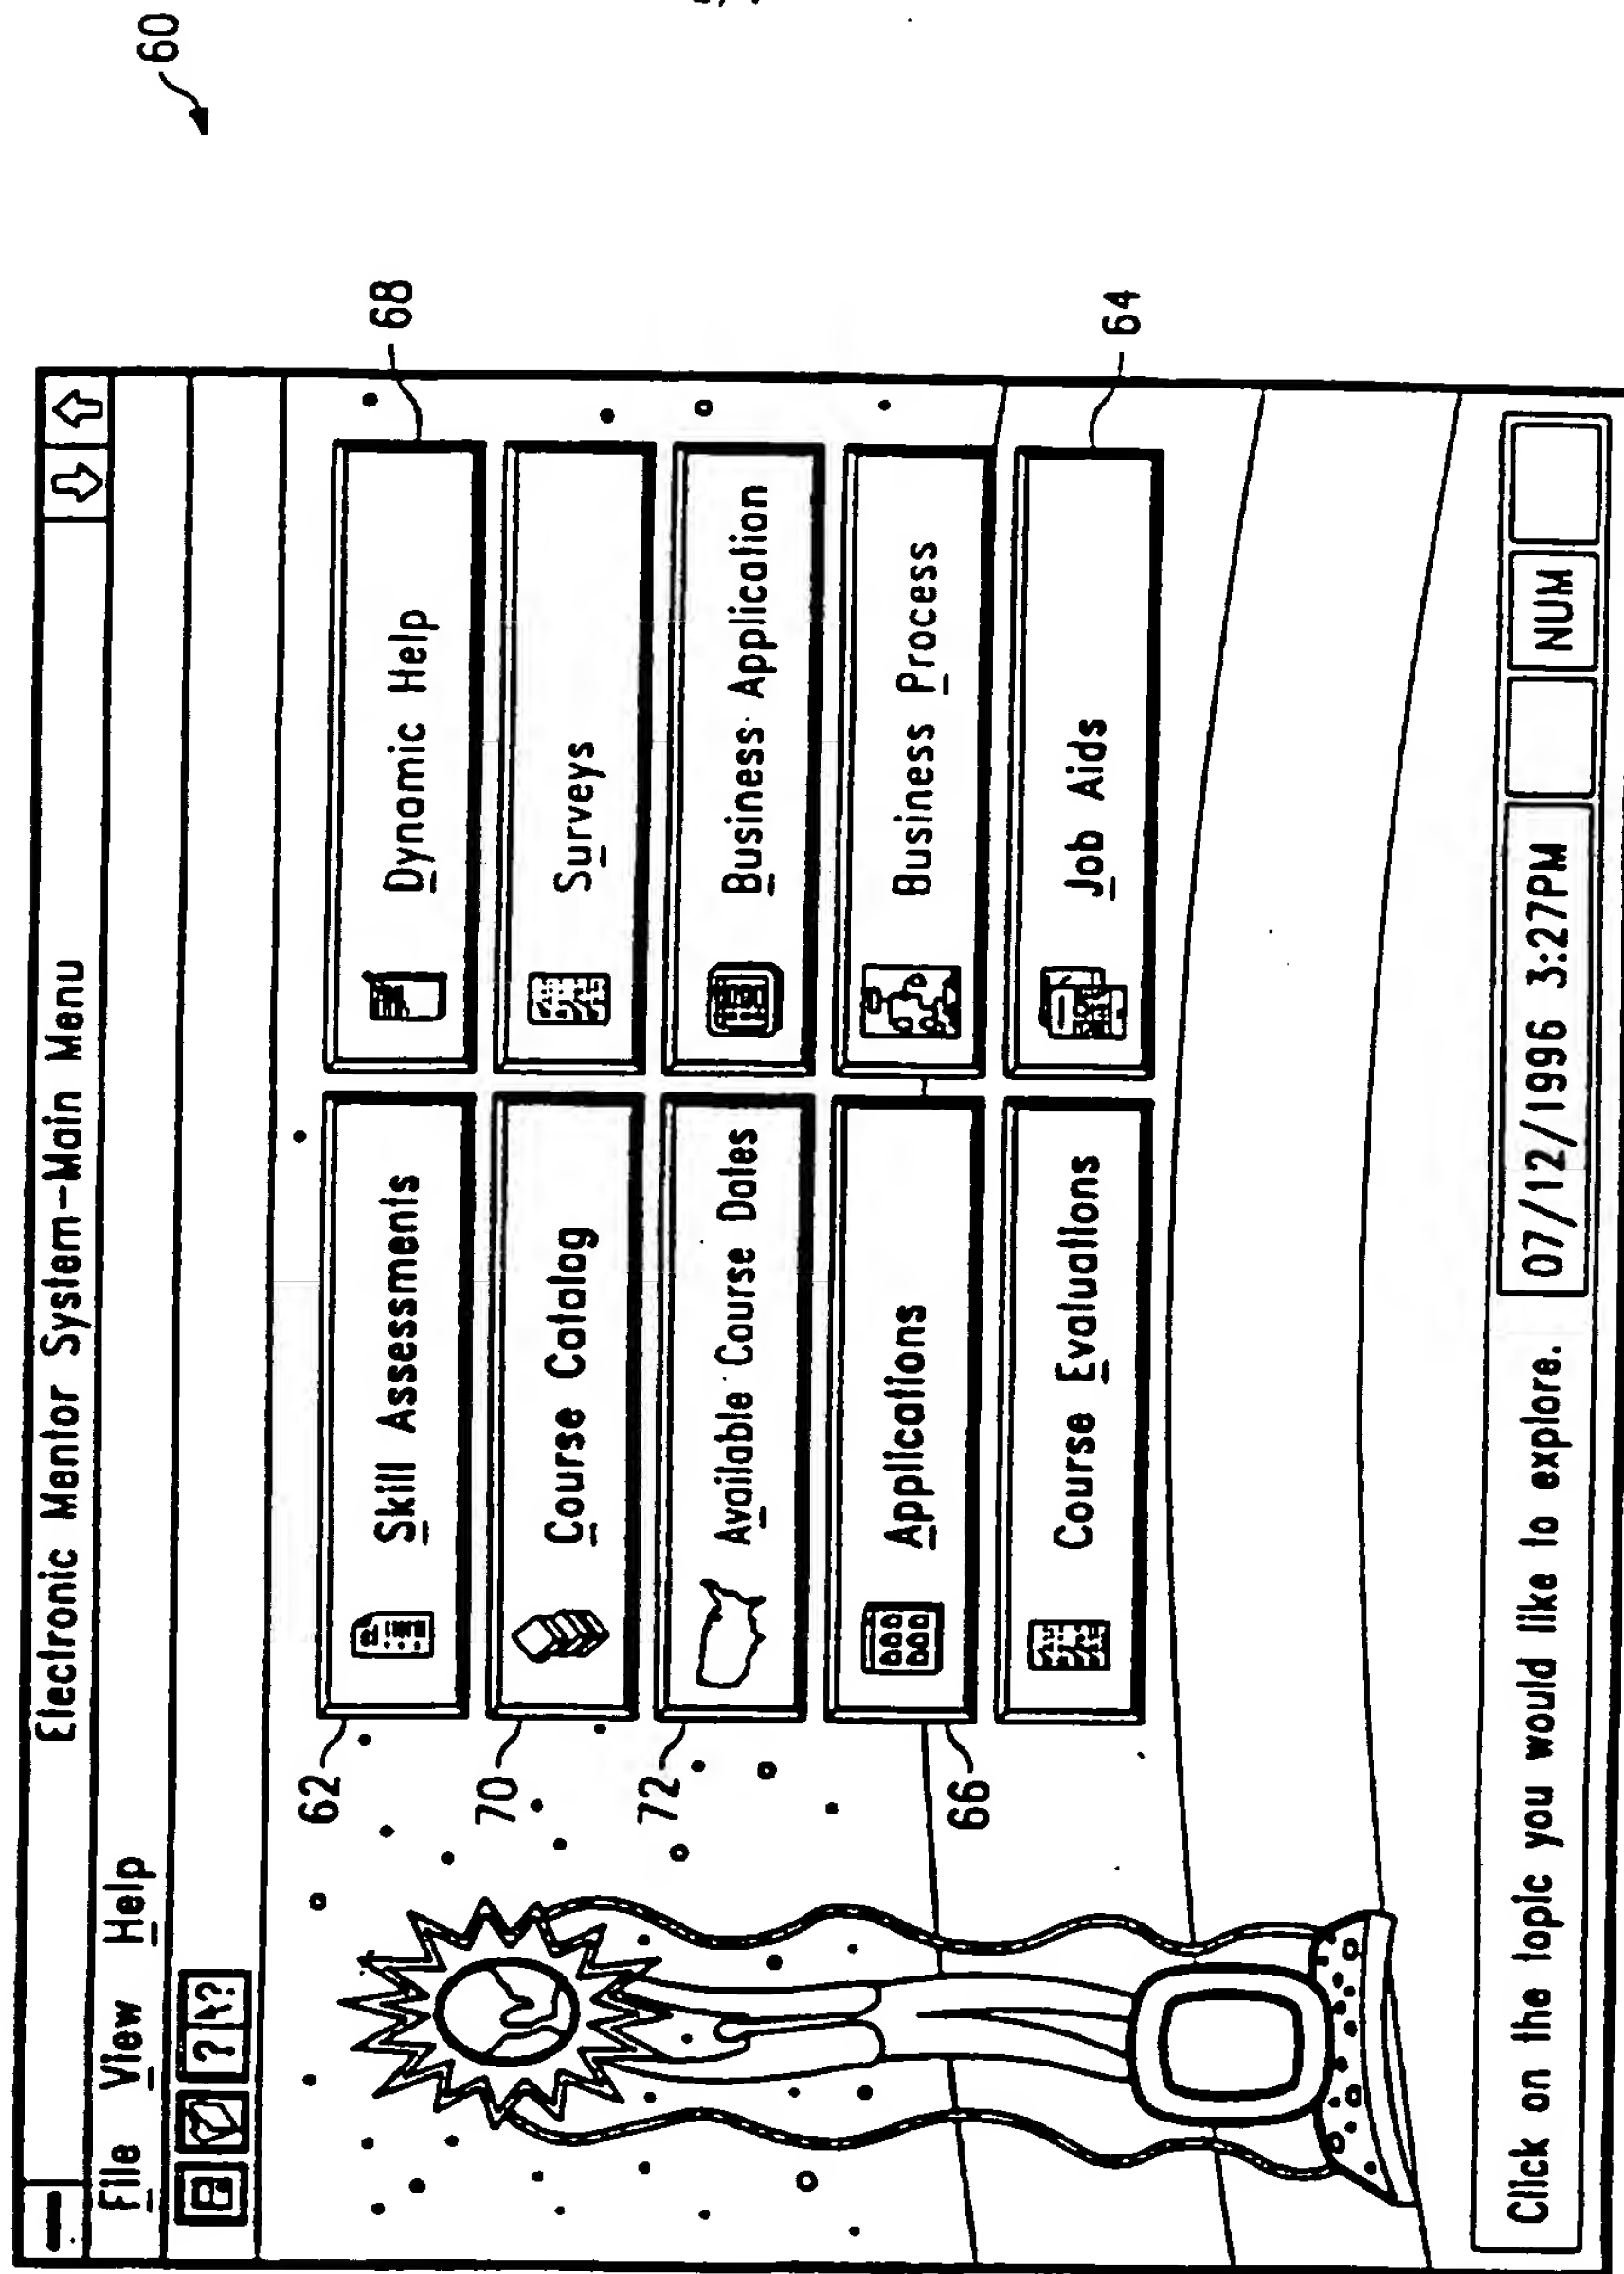 60
Electronic Mentor System-Main Menu
File View Help
? ?
62 Skill Assessments
Dynamic Help 68
70 Course Catalog
Surveys
72 Available Course Dates
Business Application
66 Applications
Business Process
Course Evaluations
Job Aids 64
Click on the topic you would like to explore. 07/12/1996 3:27PM NUM